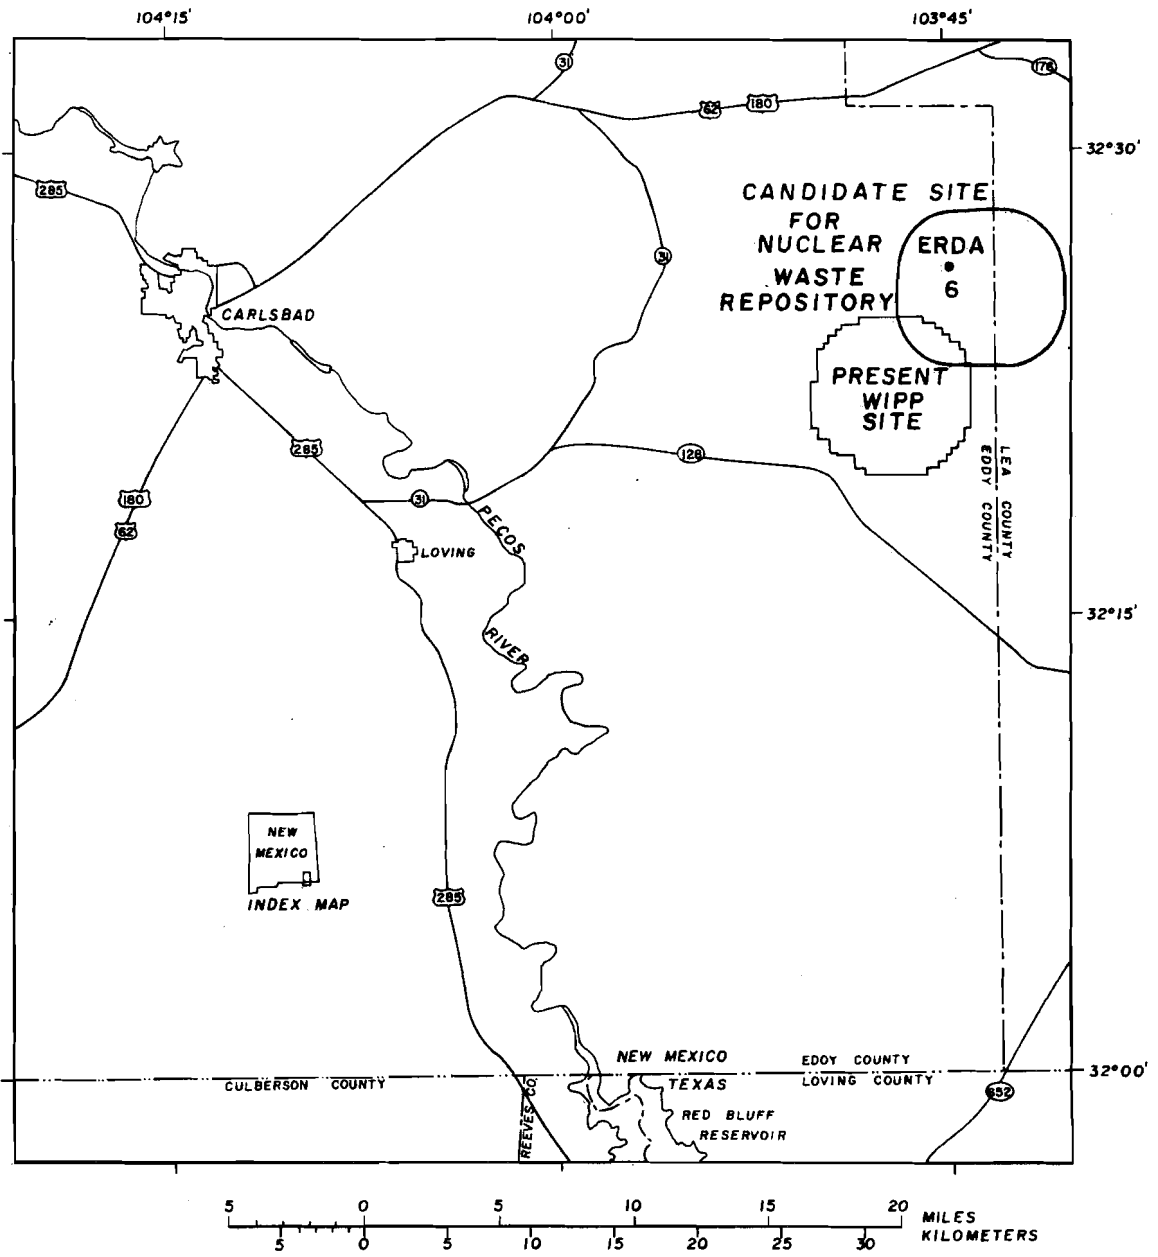 104°15'
104°00'
103°45'
31
178
62
180
32°30'
285
CANDIDATE SITE
FOR
NUCLEAR
WASTE
REPOSITORY
ERDA
6
31
CARLSBAD
PRESENT
WIPP
SITE
285
128
LEA COUNTY
EDDY COUNTY
180
31
62
PECOS
LOVING
32°15'
RIVER
NEW
MEXICO
INDEX MAP
285
NEW MEXICO
EDDY COUNTY
32°00'
CULBERSON COUNTY
TEXAS
LOVING COUNTY
652
REEVES CO.
RED BLUFF
RESERVOIR
5 0 5 10 15 20
MILES
KILOMETERS
5 0 5 10 15 20 25 30